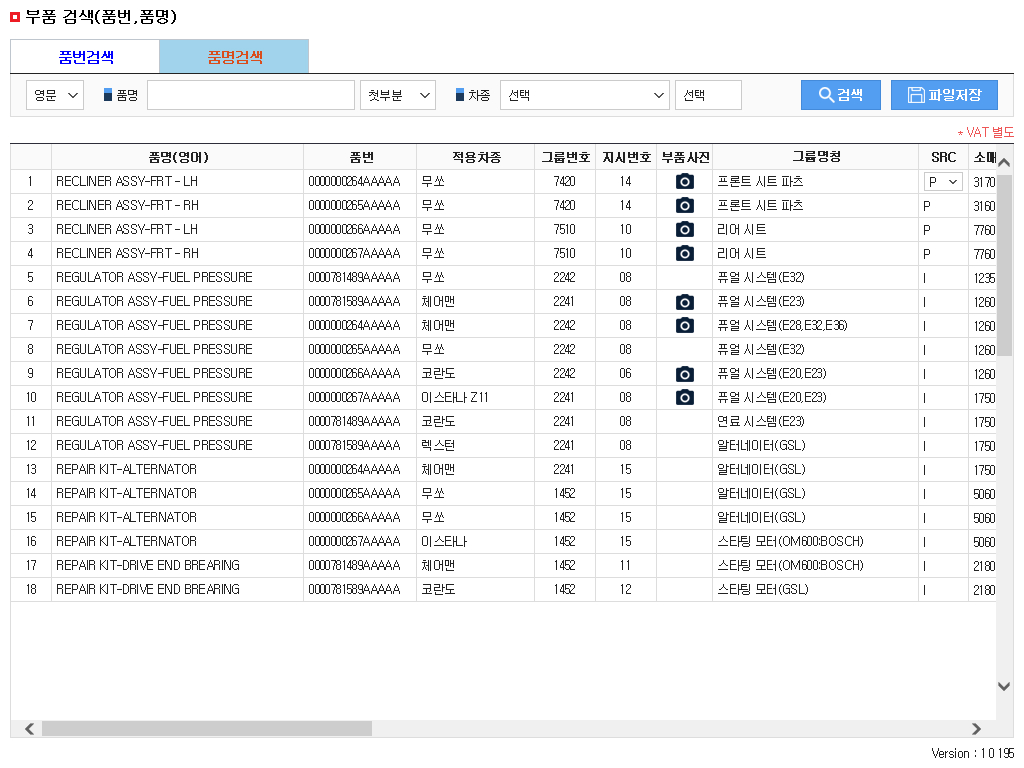 부품 검색(품번,품명)
품번검색 품명검색
영문 품명 첫부분 차종 선택 선택 검색 파일저장
* VAT 별도
품명(영어) 품번 적용차종 그룹번호 지시번호 부품사진 그룹명칭 SRC 소매
1 RECLINER ASSY-FRT - LH 0000000264AAAAA 무쏘 7420 14 프론트 시트 파츠 P 3170
2 RECLINER ASSY-FRT - RH 0000000265AAAAA 무쏘 7420 14 프론트 시트 파츠 P 3160
3 RECLINER ASSY-FRT - LH 0000000266AAAAA 무쏘 7510 10 리어 시트 P 7760
4 RECLINER ASSY-FRT - RH 0000000267AAAAA 무쏘 7510 10 리어 시트 P 7760
5 REGULATOR ASSY-FUEL PRESSURE 0000781489AAAAA 무쏘 2242 08 퓨얼 시스템(E32) I 1235
6 REGULATOR ASSY-FUEL PRESSURE 0000781589AAAAA 체어맨 2241 08 퓨얼 시스템(E23) I 1260
7 REGULATOR ASSY-FUEL PRESSURE 0000000264AAAAA 체어맨 2242 08 퓨얼 시스템(E28,E32,E36) I 1260
8 REGULATOR ASSY-FUEL PRESSURE 0000000265AAAAA 무쏘 2242 08 퓨얼 시스템(E32) I 1260
9 REGULATOR ASSY-FUEL PRESSURE 0000000266AAAAA 코란도 2242 06 퓨얼 시스템(E20,E23) I 1260
10 REGULATOR ASSY-FUEL PRESSURE 0000000267AAAAA 이스타나 Z11 2241 08 퓨얼 시스템(E20,E23) I 1750
11 REGULATOR ASSY-FUEL PRESSURE 0000781489AAAAA 코란도 2241 08 연료 시스템(E23) I 1750
12 REGULATOR ASSY-FUEL PRESSURE 0000781589AAAAA 렉스턴 2241 08 알터네이터(GSL) I 1750
13 REPAIR KIT-ALTERNATOR 0000000264AAAAA 체어맨 2241 15 알터네이터(GSL) I 1750
14 REPAIR KIT-ALTERNATOR 0000000265AAAAA 무쏘 1452 15 알터네이터(GSL) I 5060
15 REPAIR KIT-ALTERNATOR 0000000266AAAAA 무쏘 1452 15 알터네이터(GSL) I 5060
16 REPAIR KIT-ALTERNATOR 0000000267AAAAA 이스타나 1452 15 스타팅 모터(OM600:BOSCH) I 5060
17 REPAIR KIT-DRIVE END BREARING 0000781489AAAAA 체어맨 1452 11 스타팅 모터(OM600:BOSCH) I 2180
18 REPAIR KIT-DRIVE END BREARING 0000781589AAAAA 코란도 1452 12 스타팅 모터(GSL) I 2180
Version : 1.0.195